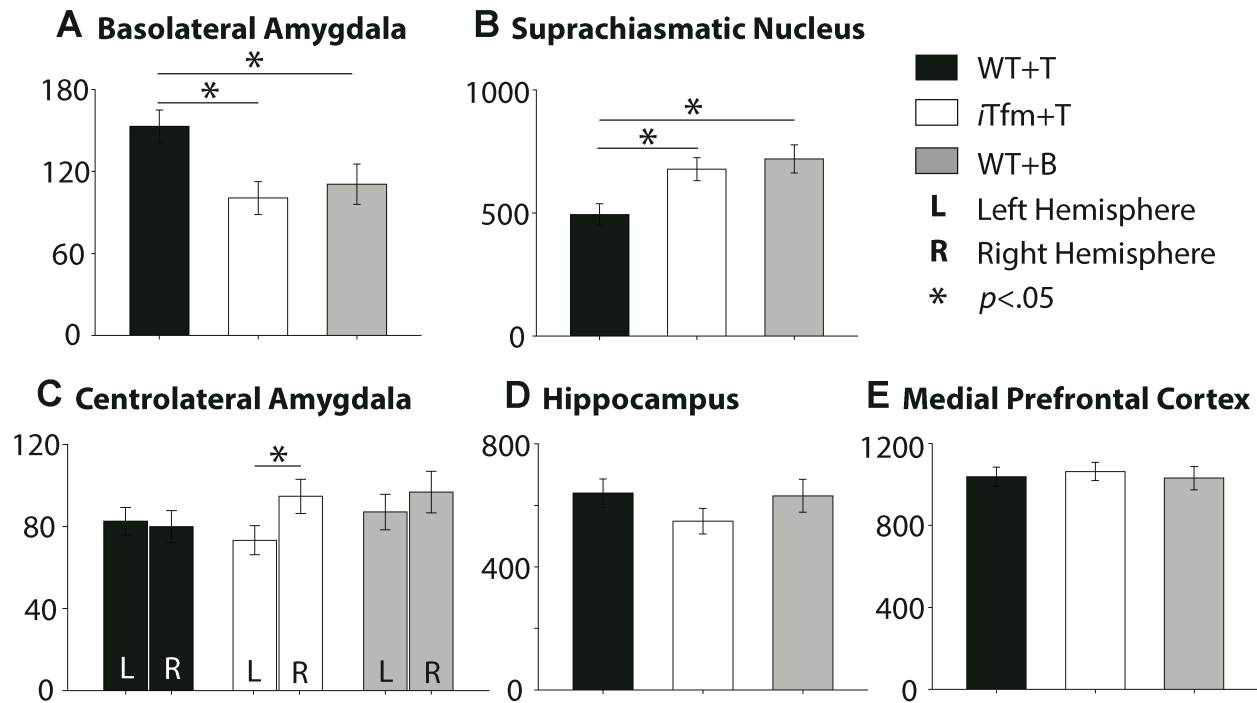 A Basolateral Amygdala
*
*
180
120
60
0
B Suprachiasmatic Nucleus
*
*
1000
500
0
WT+T
iTfm+T
WT+B
L Left Hemisphere
R Right Hemisphere
* p<.05
C Centrolateral Amygdala
*
120
80
40
0
L R L R L R
D Hippocampus
800
400
0
E Medial Prefrontal Cortex
1200
800
400
0